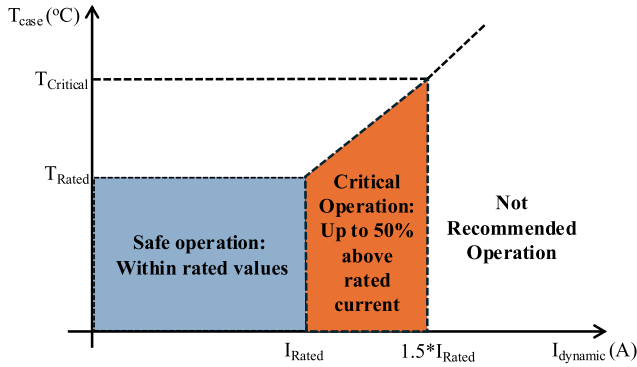 Tcase (oC)
TCritical
TRated
Safe operation:
Within rated values
Critical
Operation:
Up to 50%
above
rated
current
Not
Recommended
Operation
IRated
1.5*IRated
Idynamic (A)